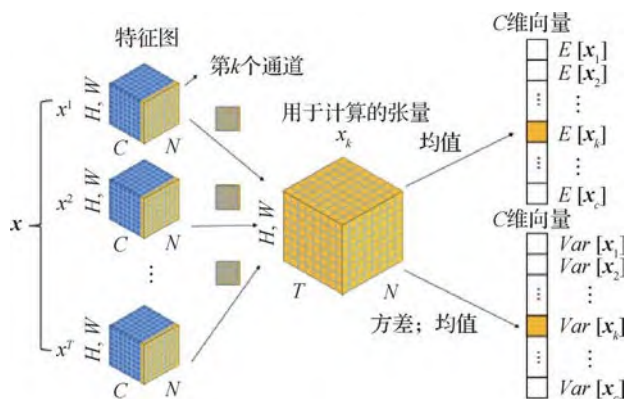 特征图
第k个通道
x¹
H, W
C
N
x²
H, W
C
N
x
⋮
xᵀ
H, W
C
N
用于计算的张量
xₖ
H, W
T
N
均值
方差；均值
C维向量
E [x₁]
E [x₂]
⋮
⋮
E [xₖ]
⋮
⋮
E [x_c]
C维向量
Var [x₁]
Var [x₂]
⋮
⋮
Var [xₖ]
⋮
⋮
Var [x_c]